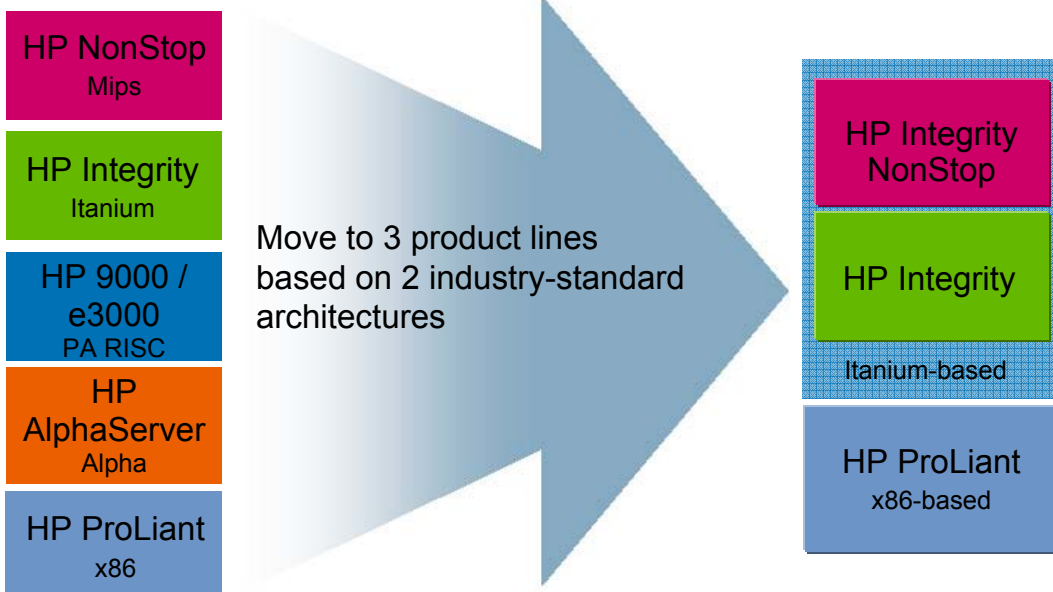 HP NonStop
Mips
HP Integrity
Itanium
HP 9000 /
e3000
PA RISC
HP
AlphaServer
Alpha
HP ProLiant
x86
Move to 3 product lines
based on 2 industry-standard
architectures
HP Integrity
NonStop
HP Integrity
Itanium-based
HP ProLiant
x86-based